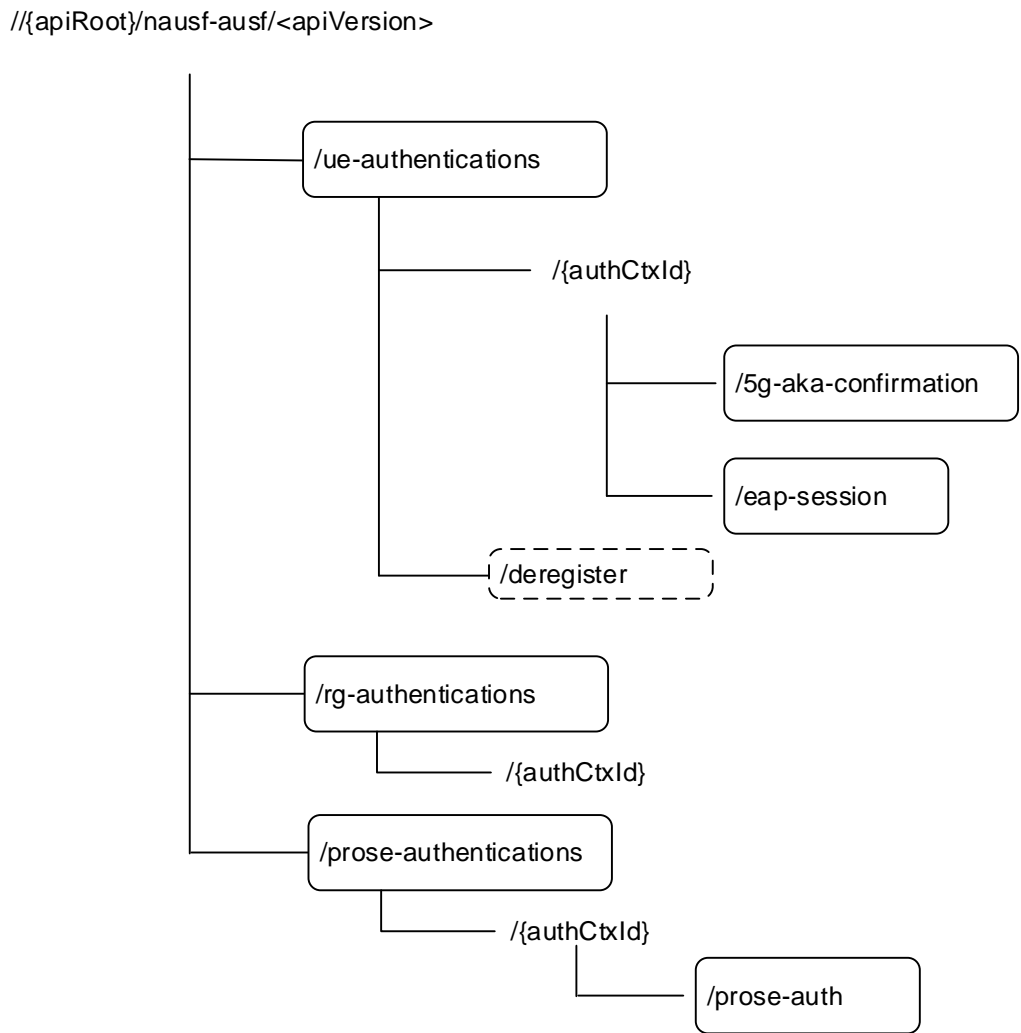 //{apiRoot}/nausf-ausf/<apiVersion>
/ue-authentications
/{authCtxId}
/5g-aka-confirmation
/eap-session
/deregister
/rg-authentications
/{authCtxId}
/prose-authentications
/{authCtxId}
/prose-auth